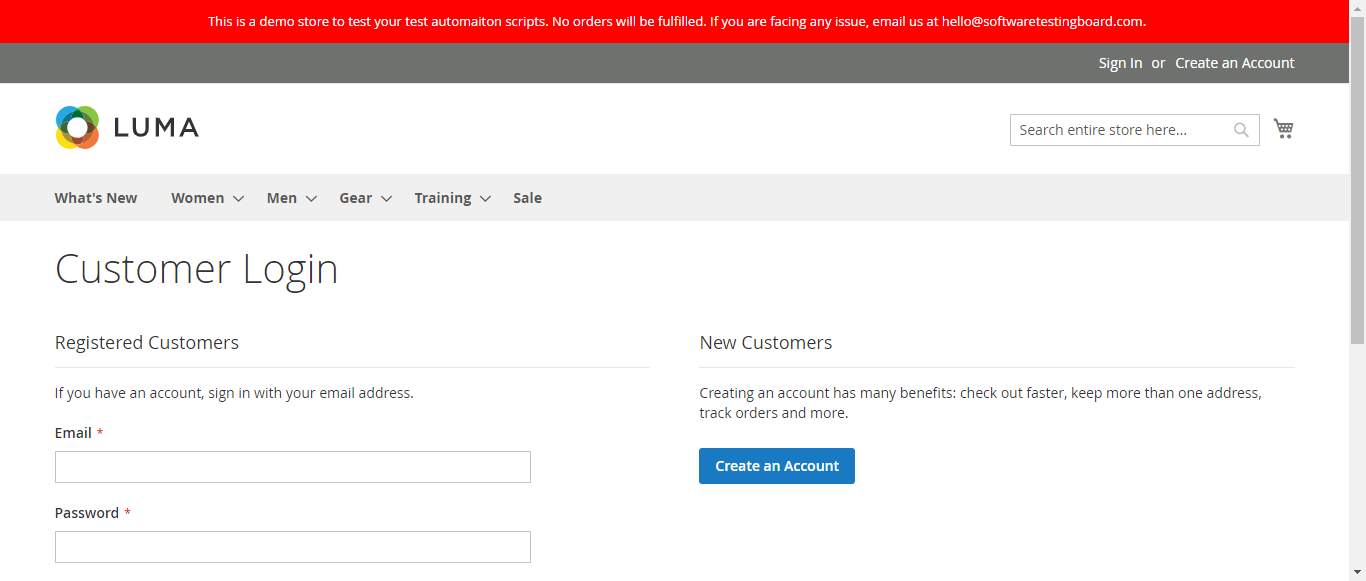 This is a demo store to test your test automaiton scripts. No orders will be fulfilled. If you are facing any issue, email us at hello@softwaretestingboard.com.
Sign In or Create an Account
LUMA
Search entire store here...
What's New Women Men Gear Training Sale
Customer Login
Registered Customers
If you have an account, sign in with your email address.
Email *
Password *
New Customers
Creating an account has many benefits: check out faster, keep more than one address,
track orders and more.
Create an Account